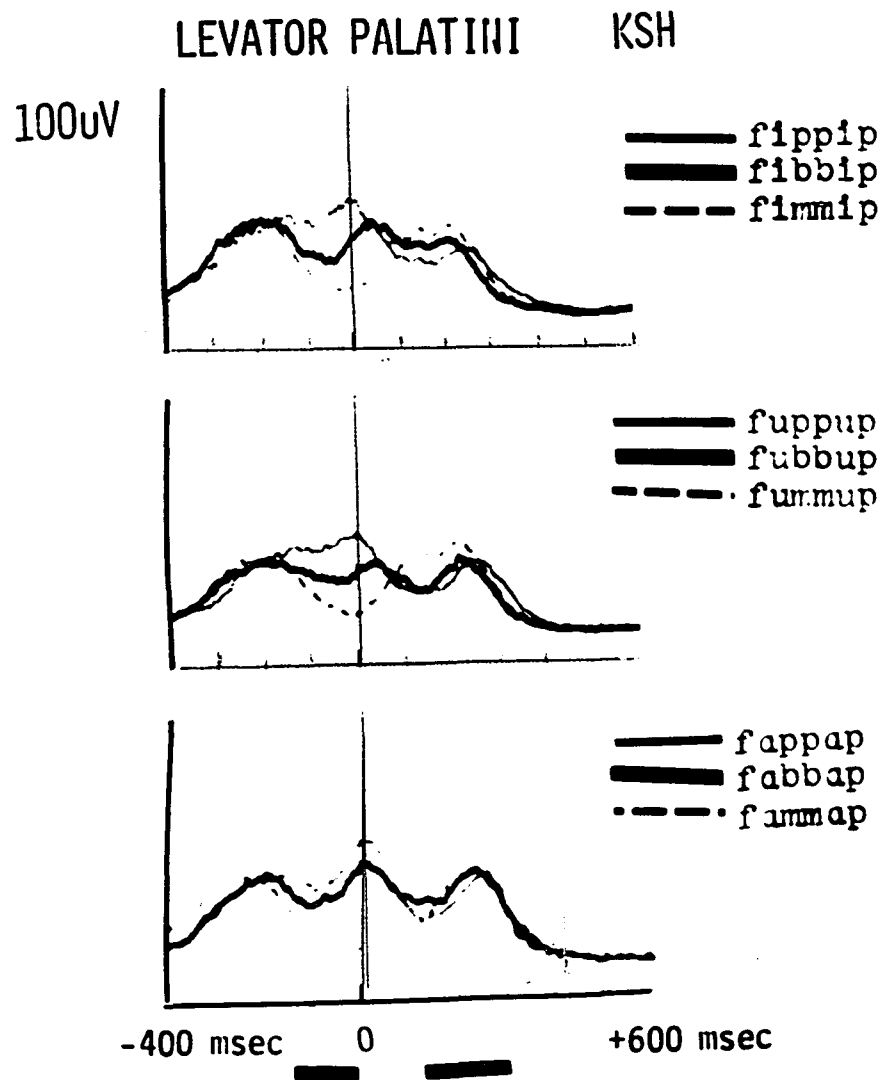 LEVATOR PALATINI KSH
100uV
fippip
fibbip
fimmip
fuppup
fubbup
fummup
fappap
fabbap
fammap
-400 msec 0 +600 msec